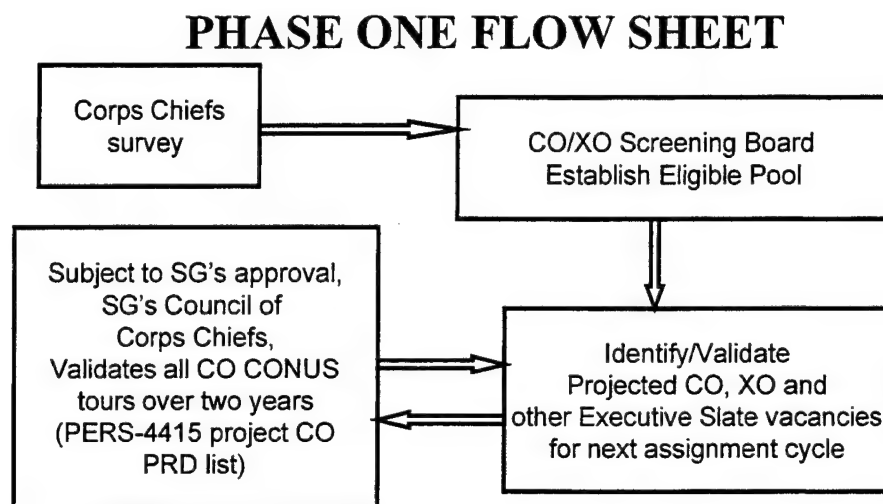 PHASE ONE FLOW SHEET
Corps Chiefs
survey
CO/XO Screening Board
Establish Eligible Pool
Subject to SG's approval,
SG's Council of
Corps Chiefs,
Validates all CO CONUS
tours over two years
(PERS-4415 project CO
PRD list)
Identify/Validate
Projected CO, XO and
other Executive Slate vacancies
for next assignment cycle